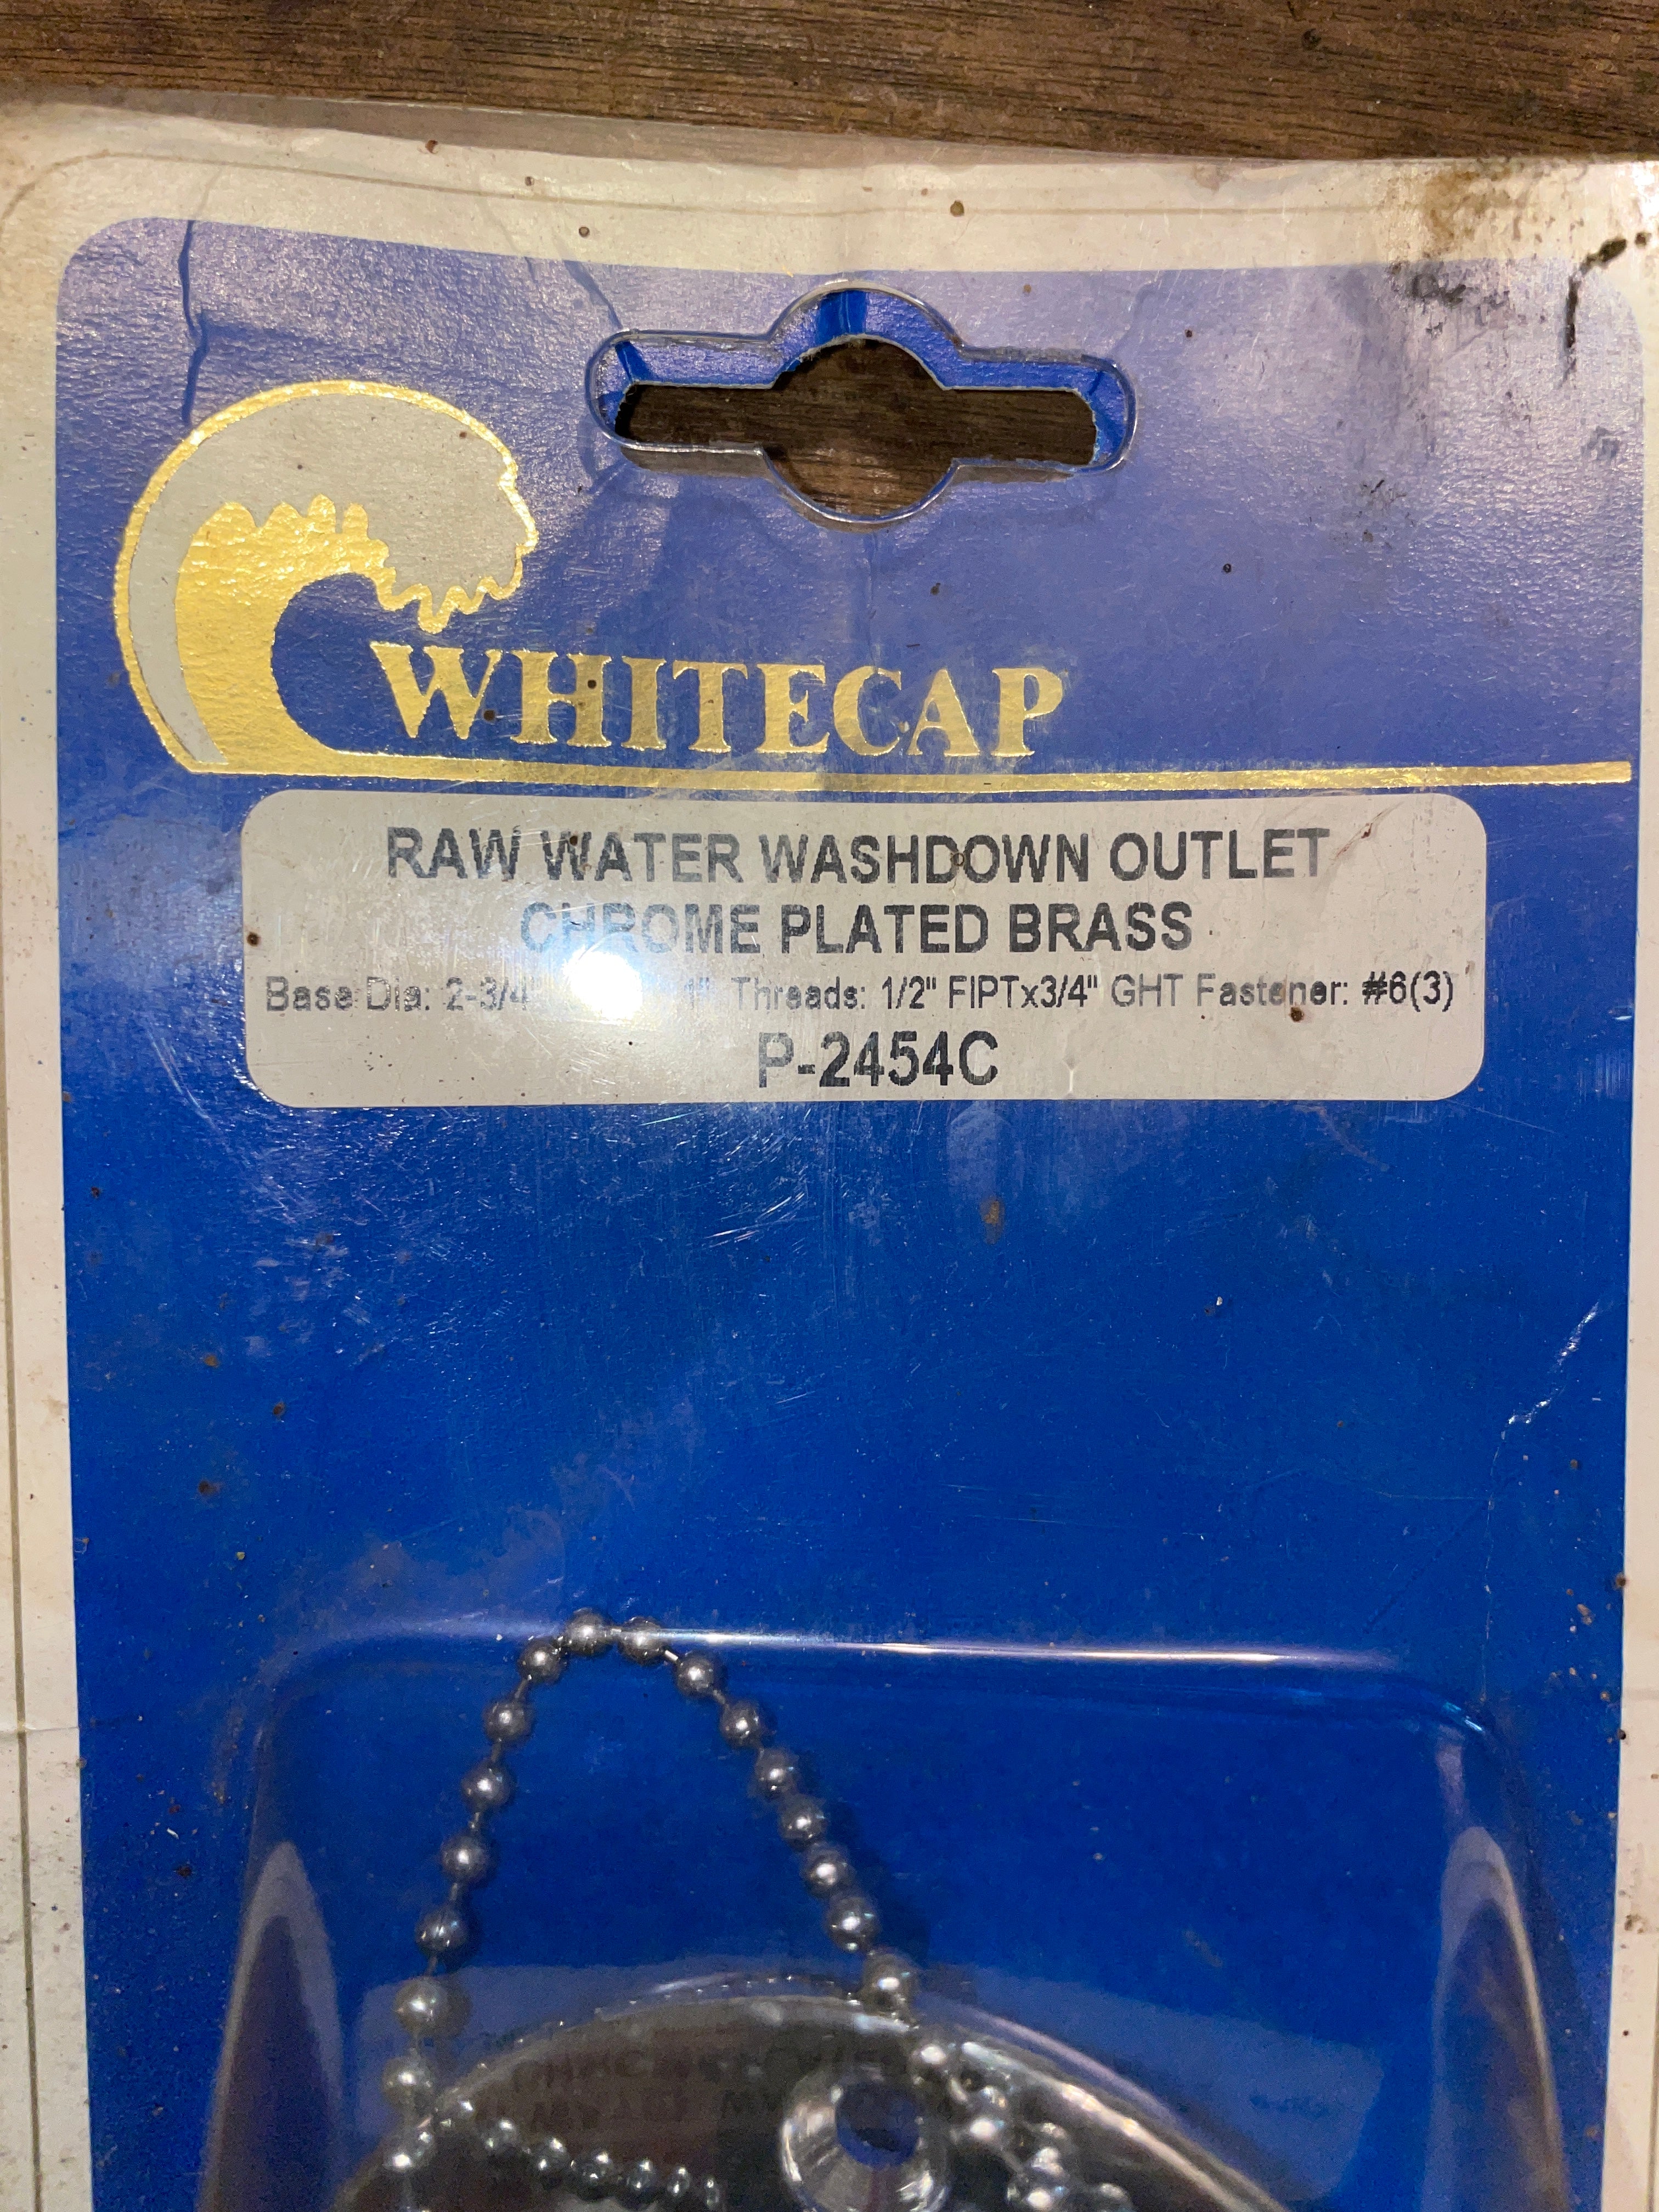 WHITECAP
RAW WATER WASHDOWN OUTLET
CHROME PLATED BRASS
Base Dia: 2-3/4" 1" Threads: 1/2" FIPTx3/4" GHT Fastener: #6(3)
P-2454C